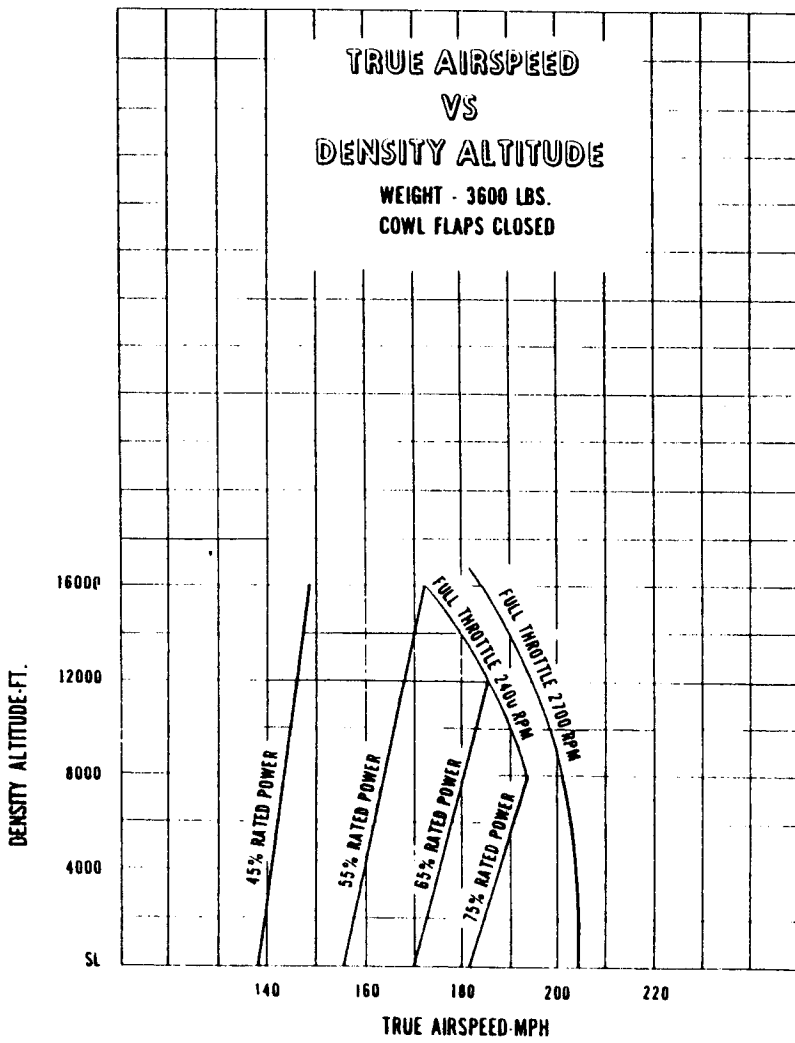 TRUE AIRSPEED
VS
DENSITY ALTITUDE
WEIGHT - 3600 LBS.
COWL FLAPS CLOSED
DENSITY ALTITUDE-FT.
16000
12000
8000
4000
SL
45% RATED POWER
55% RATED POWER
65% RATED POWER
75% RATED POWER
FULL THROTTLE 2400 RPM
FULL THROTTLE 2700 RPM
140 160 180 200 220
TRUE AIRSPEED-MPH